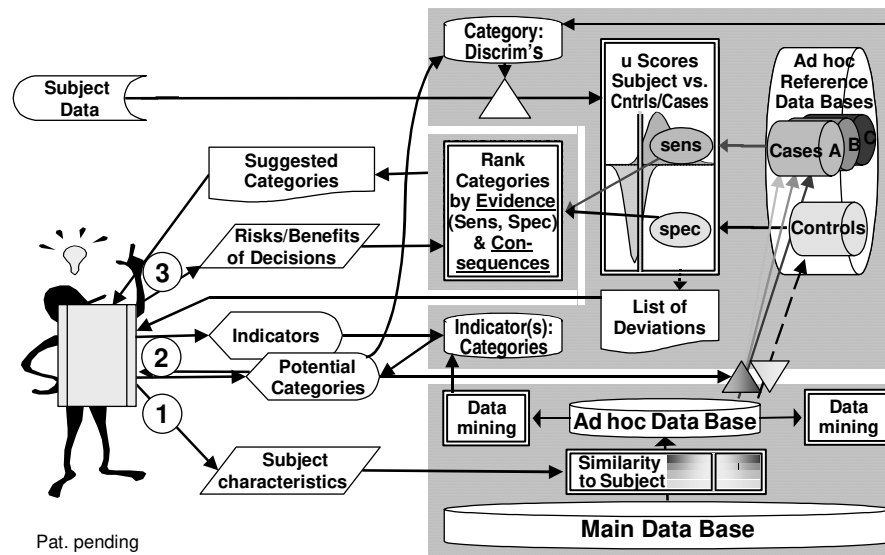 Category:
Discrim's
Subject
Data
u Scores
Subject vs.
Cntrls/Cases
Ad hoc
Reference
Data Bases
sens
Cases A
B
C
Suggested
Categories
Rank
Categories
by Evidence
(Sens, Spec)
& Con-
sequences
spec
Controls
Risks/Benefits
of Decisions
3
List of
Deviations
Indicators
Indicator(s):
Categories
2
Potential
Categories
1
Data
mining
Ad hoc Data Base
Data
mining
Subject
characteristics
Similarity
to Subject
Main Data Base
Pat. pending